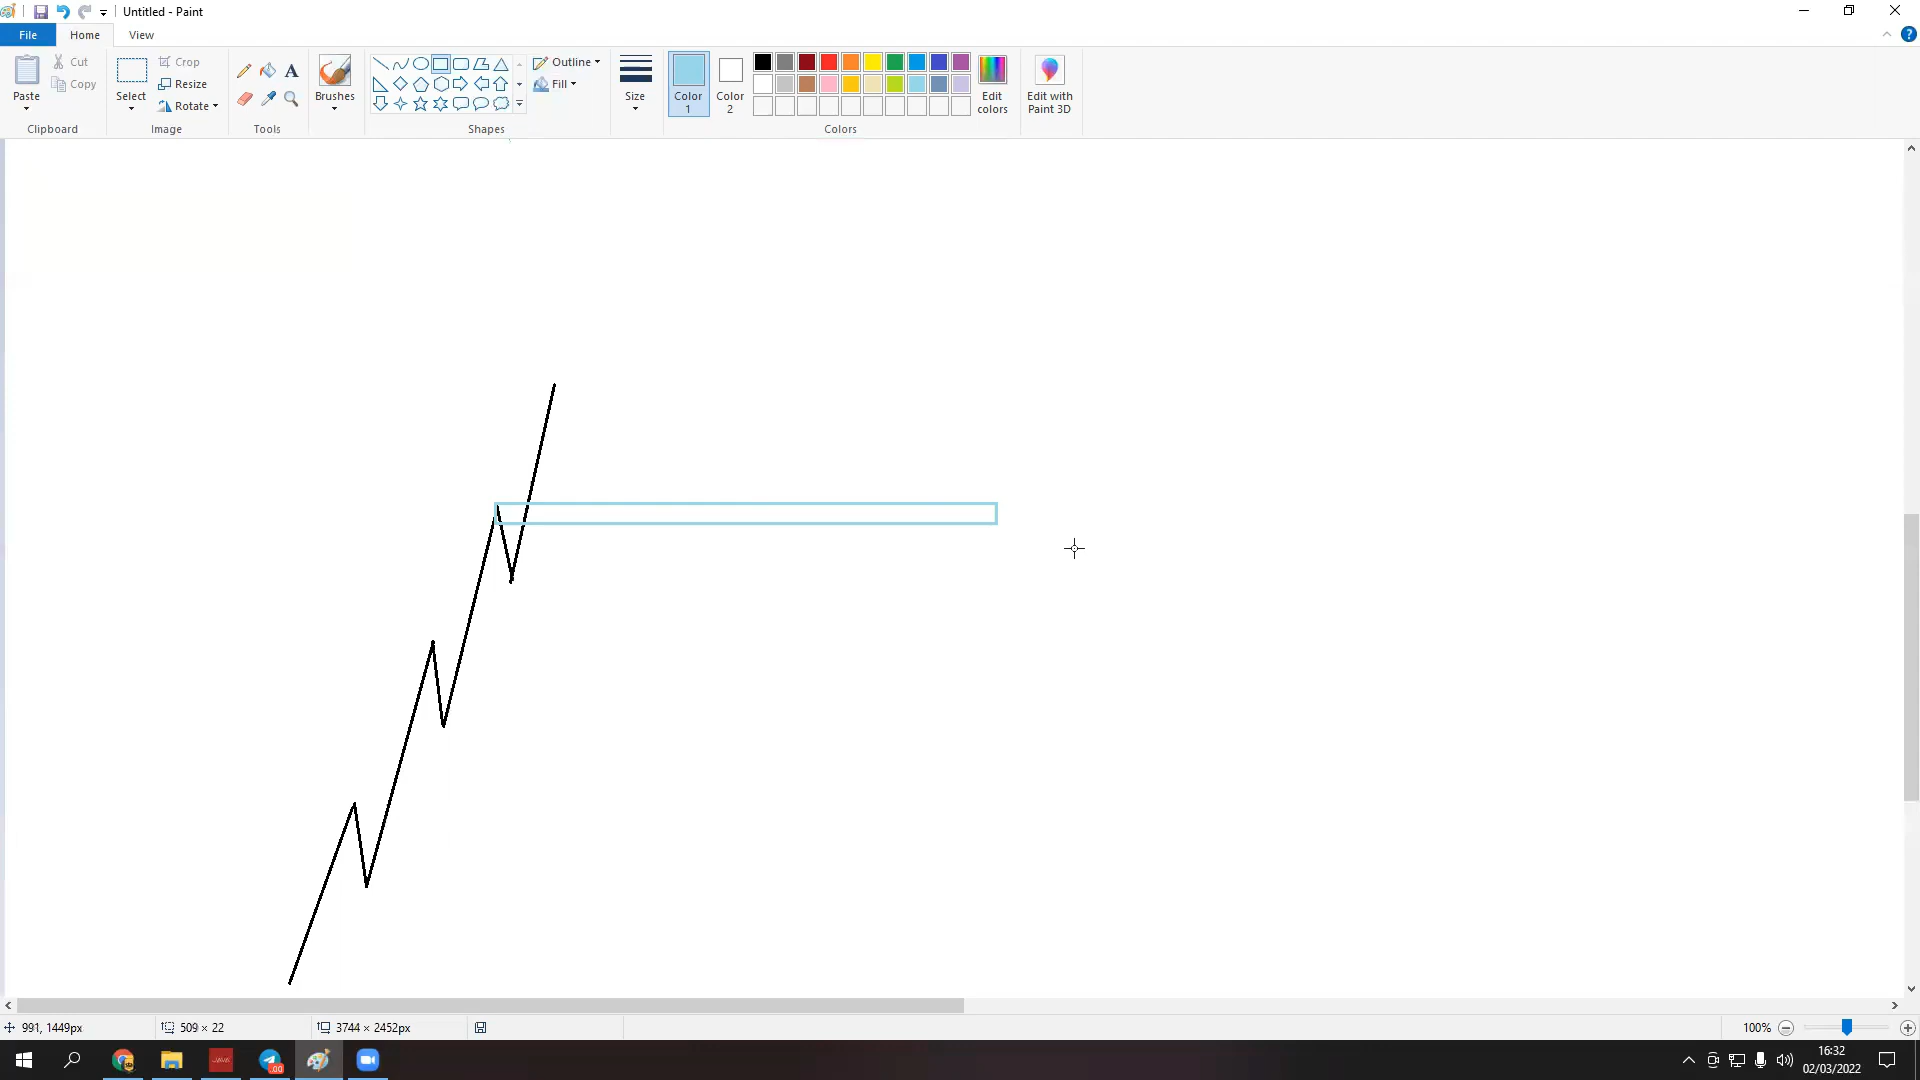 Untitled - Paint
File Home View
Paste
Cut
Copy
Clipboard
Select
Crop
Resize
Rotate
Image
A
Tools
Brushes
Outline
Fill
Shapes
Size
Color 1
Color 2
Edit colors
Colors
Edit with Paint 3D
991, 1449px
509 × 22
3744 × 2452px
100%
.00
16:32
02/03/2022